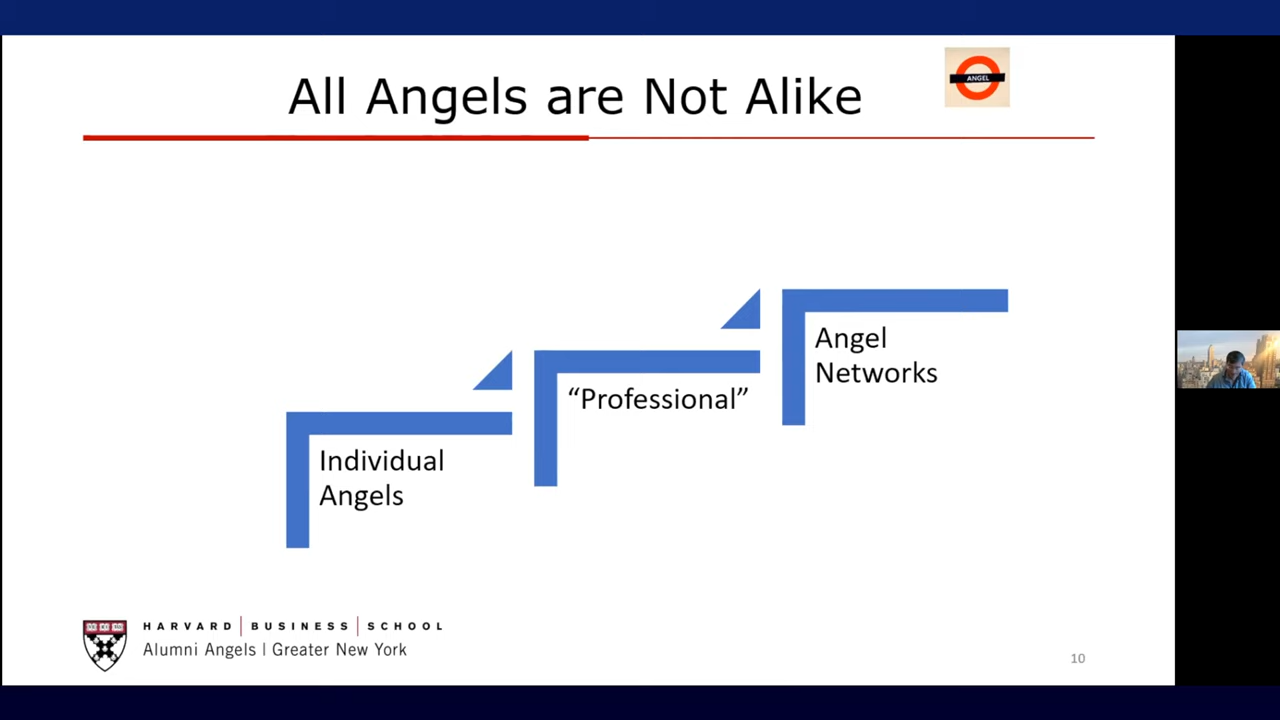 All Angels are Not Alike
ANGEL
Angel
Networks
“Professional”
Individual
Angels
HARVARD | BUSINESS | SCHOOL
Alumni Angels | Greater New York
10